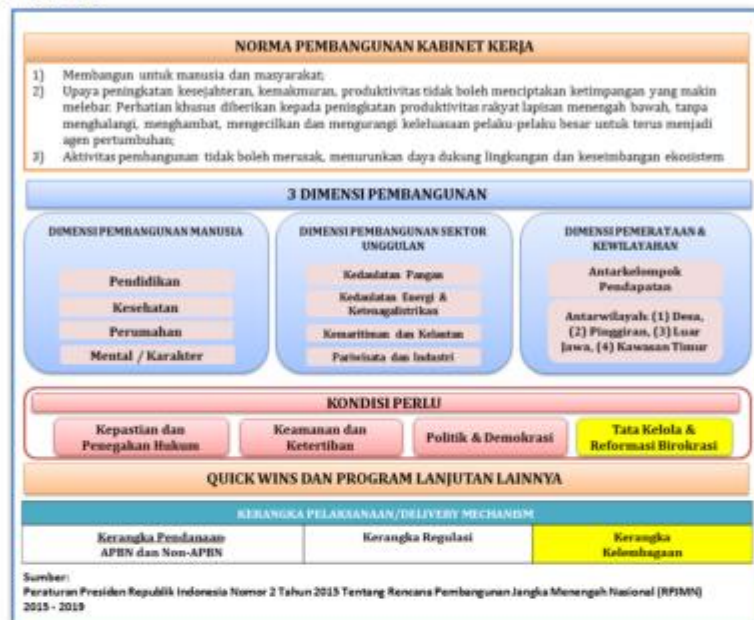 NORMA PEMBANGUNAN KABINET KERJA
1) Membangun untuk manusia dan masyarakat;
2) Upaya peningkatan kesejahteran, kemakmuran, produktivitas tidak boleh menciptakan ketimpangan yang makin
melebar. Perhatian khusus diberikan kepada peningkatan produktivitas rakyat lapisan menengah bawah, tanpa
menghalangi, menghambat, mengecilkan dan mengurangi keleluasaan pelaku-pelaku besar untuk terus menjadi
agen pertumbuhan;
3) Aktivitas pembangunan tidak boleh merusak, menurunkan daya dukung lingkungan dan keseimbangan ekosistem
3 DIMENSI PEMBANGUNAN
DIMENSI PEMBANGUNAN MANUSIA
Pendidikan
Kesehatan
Perumahan
Mental / Karakter
DIMENSI PEMBANGUNAN SEKTOR
UNGGULAN
Kedaulatan Pangan
Kedaulatan Energi &
Ketenagalistrikan
Kemaritiman dan Kelautan
Pariwisata dan Industri
DIMENSI PEMERATAAN &
KEWILAYAHAN
Antarkelompok
Pendapatan
Antarwilayah: (1) Desa,
(2) Pinggiran, (3) Luar
Jawa, (4) Kawasan Timur
KONDISI PERLU
Kepastian dan
Penegakan Hukum
Keamanan dan
Ketertiban
Politik & Demokrasi
Tata Kelola &
Reformasi Birokrasi
QUICK WINS DAN PROGRAM LANJUTAN LAINNYA
KERANGKA PELAKSANAAN/DELIVERY MECHANISM
Kerangka Pendanaan
APBN dan Non-APBN
Kerangka Regulasi
Kerangka
Kelembagaan
Sumber:
Peraturan Presiden Republik Indonesia Nomor 2 Tahun 2015 Tentang Rencana Pembangunan Jangka Menengah Nasional (RPJMN)
2015 - 2019